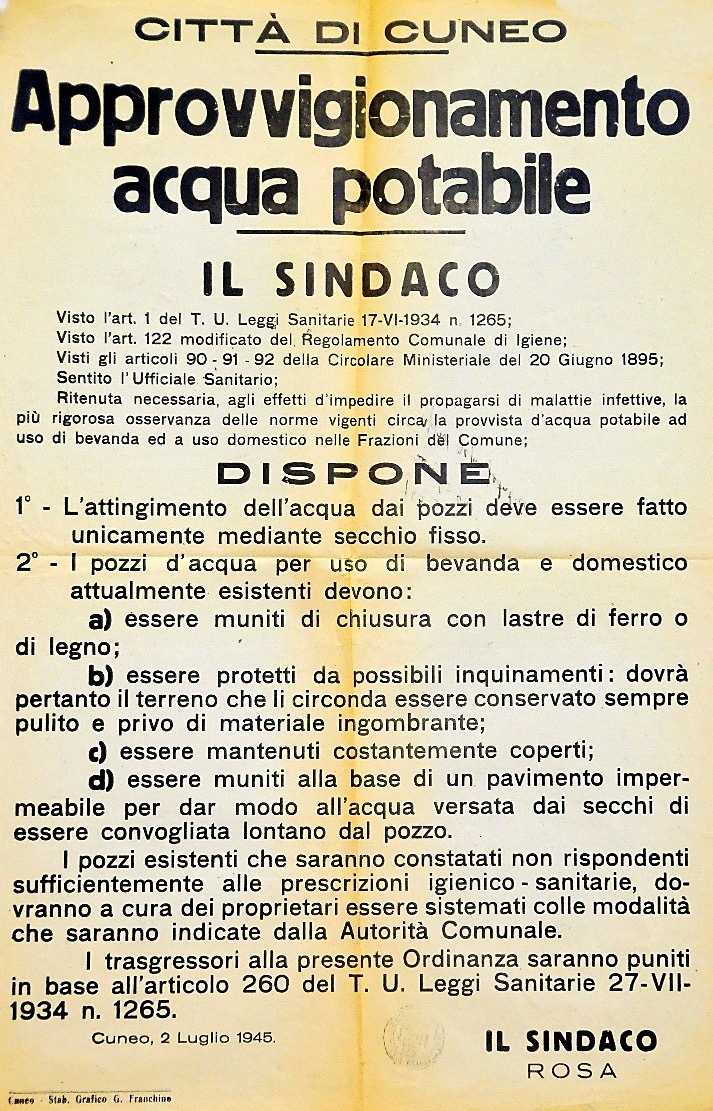 CITTÀ DI CUNEO
Approvvigionamento
acqua potabile
IL SINDACO
Visto l'art. 1 del T. U. Leggi Sanitarie 17-VI-1934 n. 1265;
Visto l'art. 122 modificato del Regolamento Comunale di Igiene;
Visti gli articoli 90 - 91 - 92 della Circolare Ministeriale del 20 Giugno 1895;
Sentito l'Ufficiale Sanitario;
Ritenuta necessaria, agli effetti d'impedire il propagarsi di malattie infettive, la
più rigorosa osservanza delle norme vigenti circa la provvista d'acqua potabile ad
uso di bevanda ed a uso domestico nelle Frazioni del Comune;
DISPONE
1° - L'attingimento dell'acqua dai pozzi deve essere fatto
unicamente mediante secchio fisso.
2° - I pozzi d'acqua per uso di bevanda e domestico
attualmente esistenti devono:
a) essere muniti di chiusura con lastre di ferro o
di legno;
b) essere protetti da possibili inquinamenti: dovrà
pertanto il terreno che li circonda essere conservato sempre
pulito e privo di materiale ingombrante;
c) essere mantenuti costantemente coperti;
d) essere muniti alla base di un pavimento imper-
meabile per dar modo all'acqua versata dai secchi di
essere convogliata lontano dal pozzo.
I pozzi esistenti che saranno constatati non rispondenti
sufficientemente alle prescrizioni igienico - sanitarie, do-
vranno a cura dei proprietari essere sistemati colle modalità
che saranno indicate dalla Autorità Comunale.
I trasgressori alla presente Ordinanza saranno puniti
in base all'articolo 260 del T. U. Leggi Sanitarie 27-VII-
1934 n. 1265.
Cuneo, 2 Luglio 1945.
IL SINDACO
ROSA
Cuneo - Stab. Grafico G. Franchino